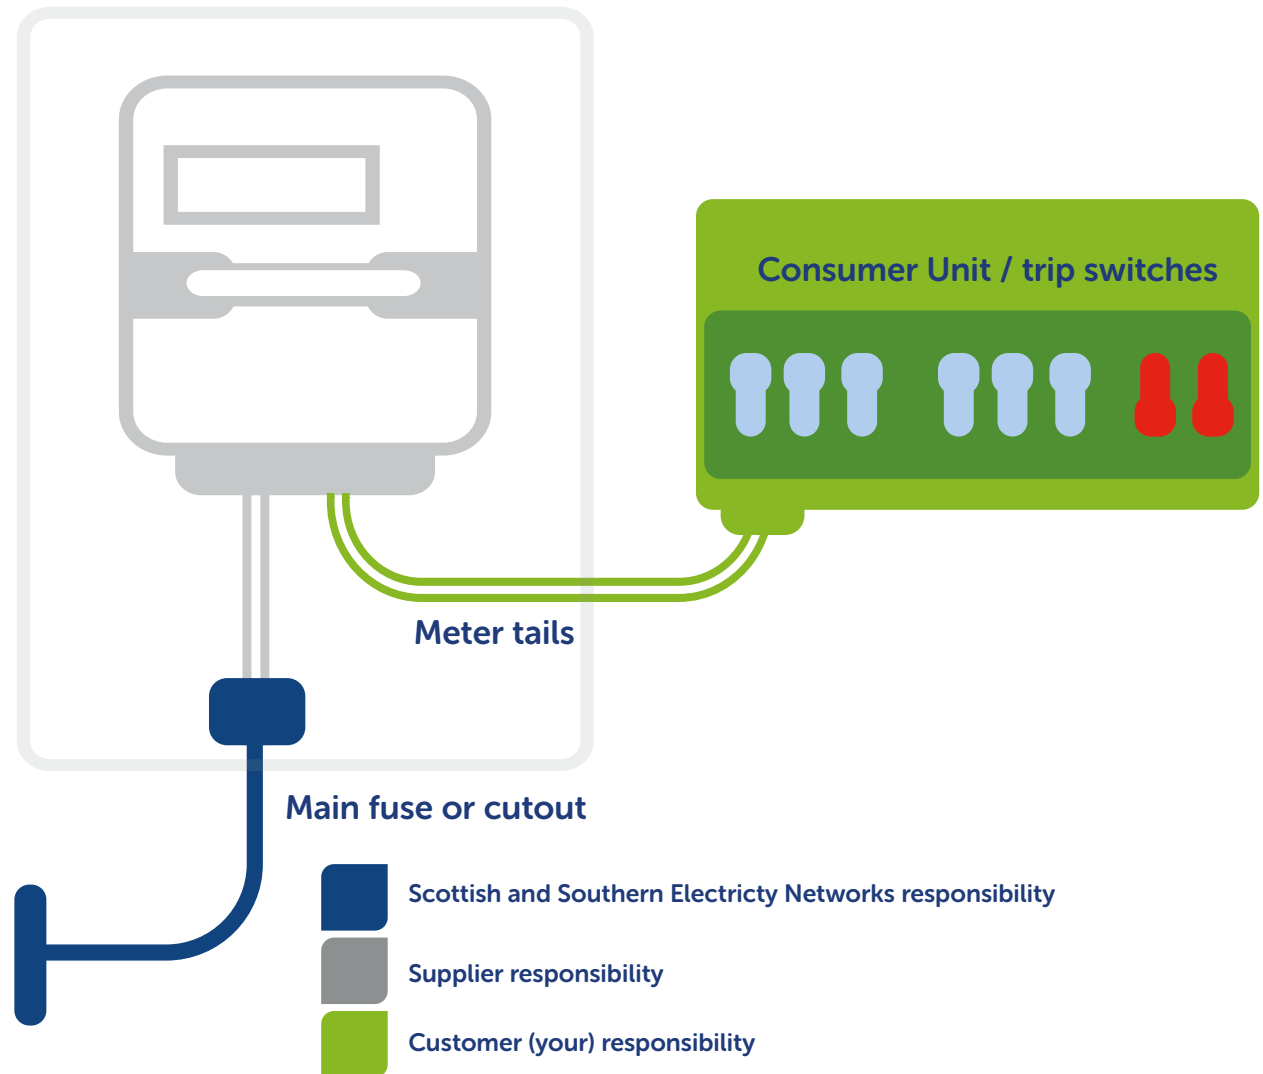 Consumer Unit / trip switches
Meter tails
Main fuse or cutout
Scottish and Southern Electricty Networks responsibility
Supplier responsibility
Customer (your) responsibility